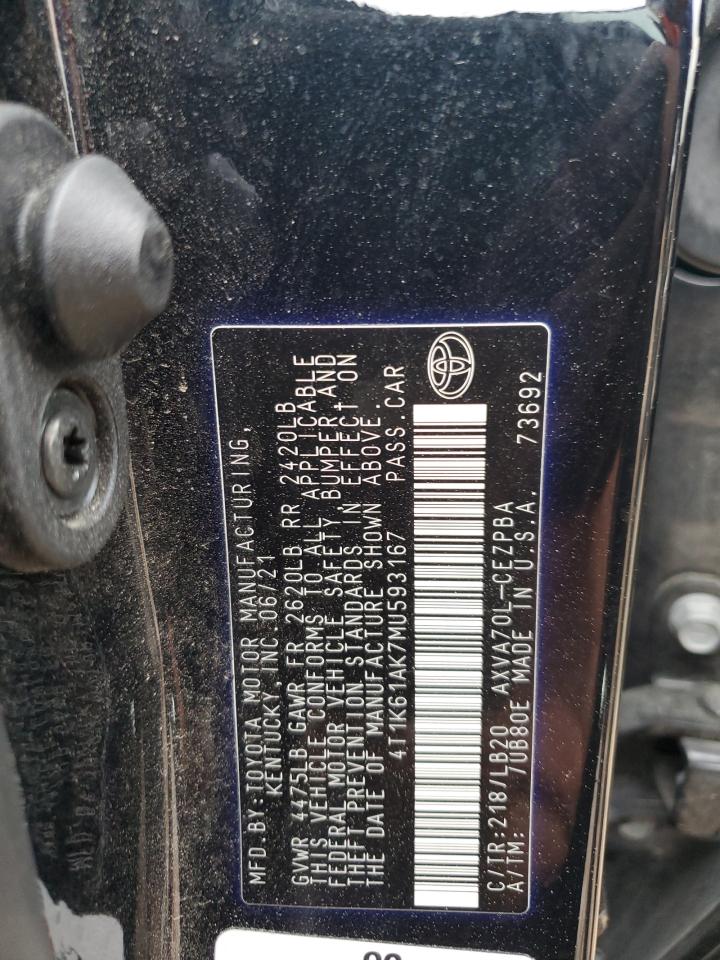 MFD.BY:TOYOTA MOTOR MANUFACTURING,
KENTUCKY INC.06/21
GVWR 4475LB GAWR FR 2620LB RR 2420LB
THIS VEHICLE CONFORMS TO ALL APPLICABLE
FEDERAL MOTOR VEHICLE SAFETY, BUMPER, AND
THEFT PREVENTION STANDARDS IN EFFECT ON
THE DATE OF MANUFACTURE SHOWN ABOVE.
4T1K61AK7MU593167 PASS.CAR
C/TR:218/LB20 AXVA70L-CEZPBA 73692
A/TM: 7UB80E MADE IN U.S.A.